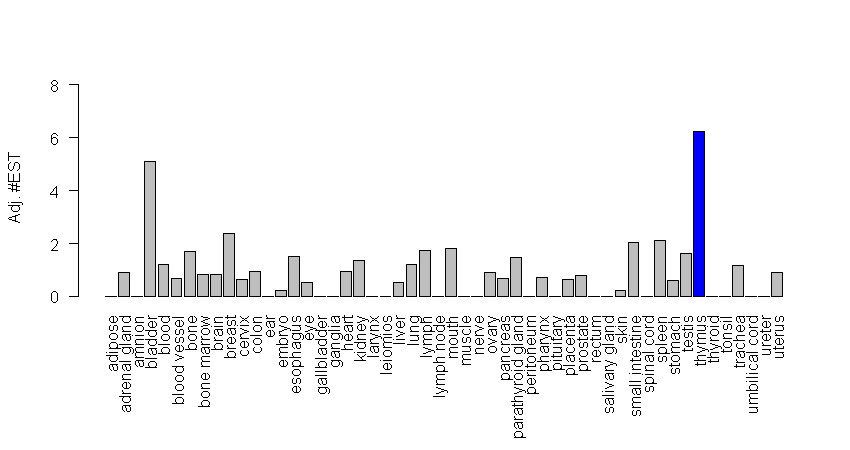 Adj. #EST
8
6
4
2
0
adipose
adrenal gland
amnion
bladder
blood
blood vessel
bone
bone marrow
brain
breast
cervix
colon
ear
embryo
esophagus
eye
gallbladder
ganglia
heart
kidney
larynx
leiomios
liver
lung
lymph
lymph node
mouth
muscle
nerve
ovary
pancreas
parathyroid gland
peritoneum
pharynx
pituitary
placenta
prostate
rectum
salivary gland
skin
small intestine
spinal cord
spleen
stomach
testis
thymus
thyroid
tonsil
trachea
umbilical cord
ureter
uterus